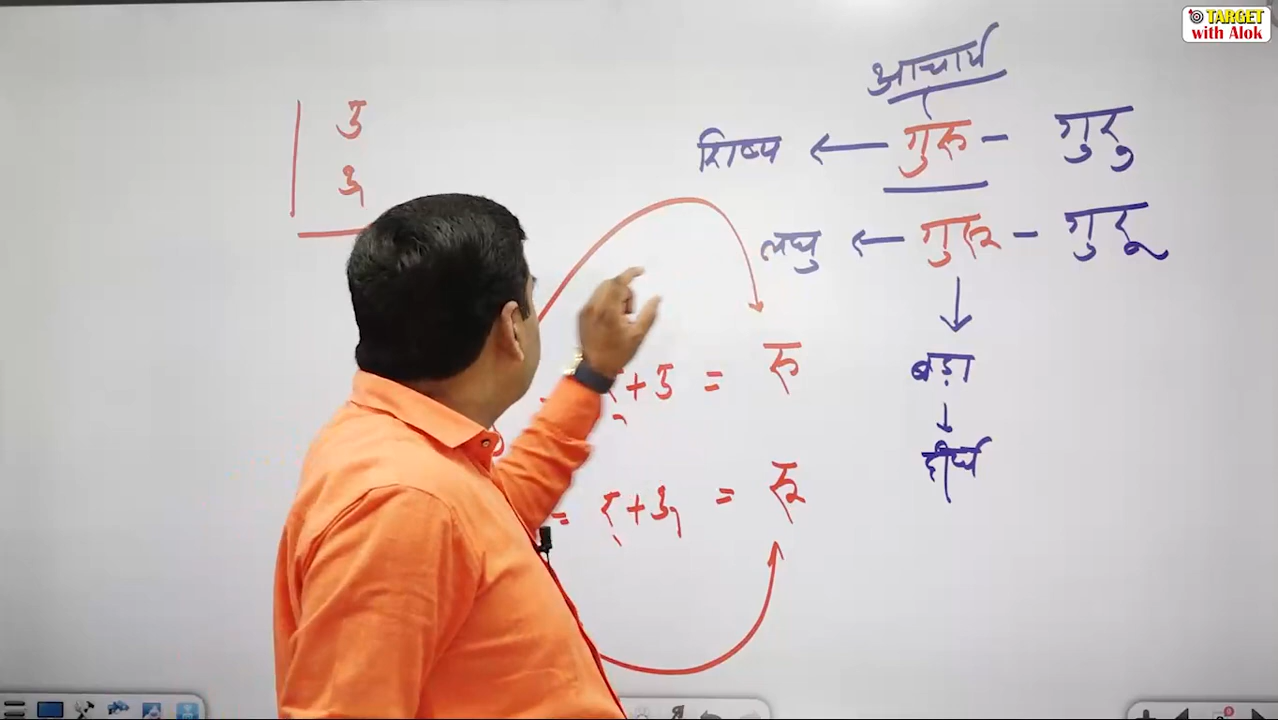 TARGET
with Alok
आचार्य
शिष्य ← गुरु – गुरु
लघु ← गुरू – गुरू
↓
बड़ा
↓
दीर्घ
उ
ऊ
र् + उ = रु
= र् + ऊ = रू